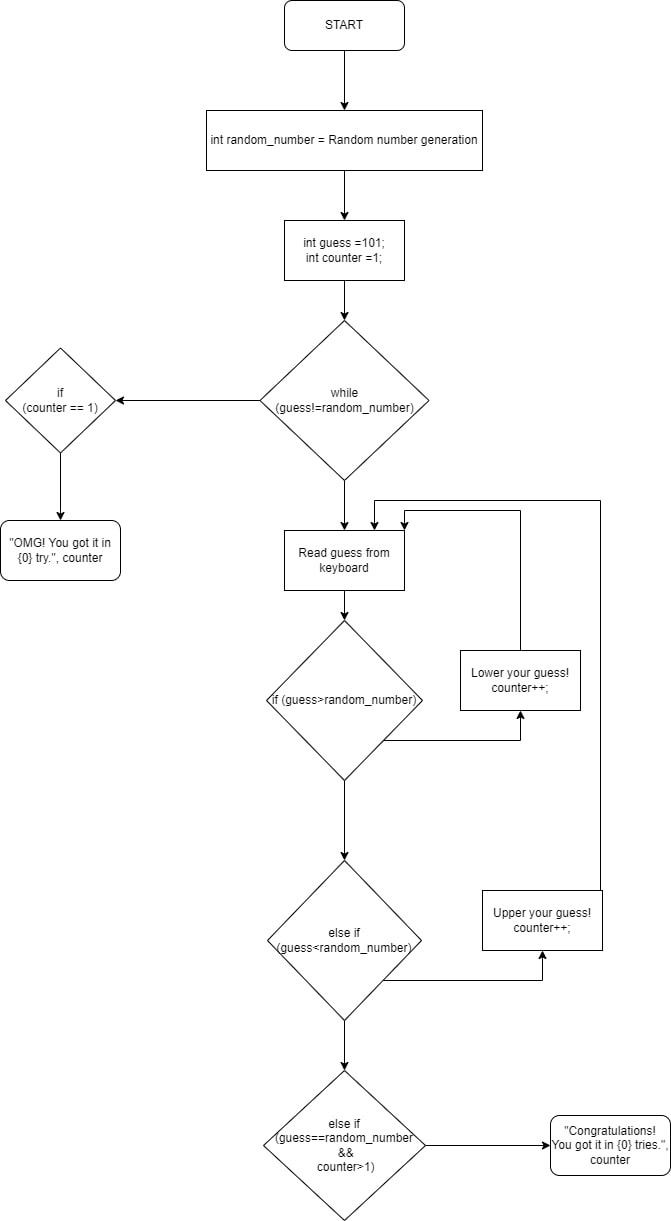 START
int random_number = Random number generation
int guess =101;
int counter =1;
while
(guess!=random_number)
if
(counter == 1)
"OMG! You got it in
{0} try.", counter
Read guess from
keyboard
if (guess>random_number)
Lower your guess!
counter++;
else if
(guess<random_number)
Upper your guess!
counter++;
else if
(guess==random_number
&&
counter>1)
"Congratulations!
You got it in {0} tries.",
counter